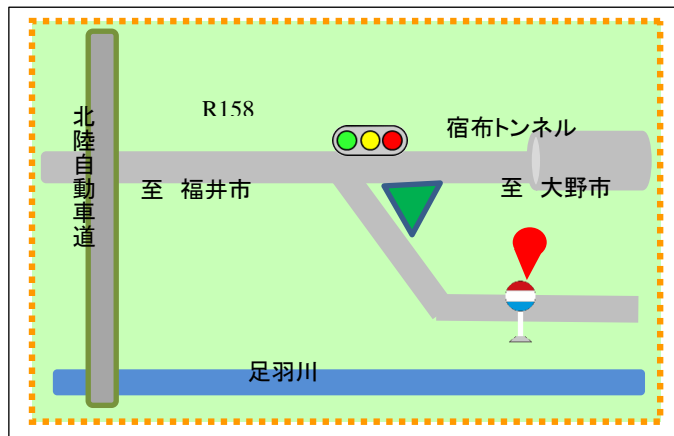 R158
宿布トンネル
北陸自動車道
至　福井市
至　大野市
足羽川